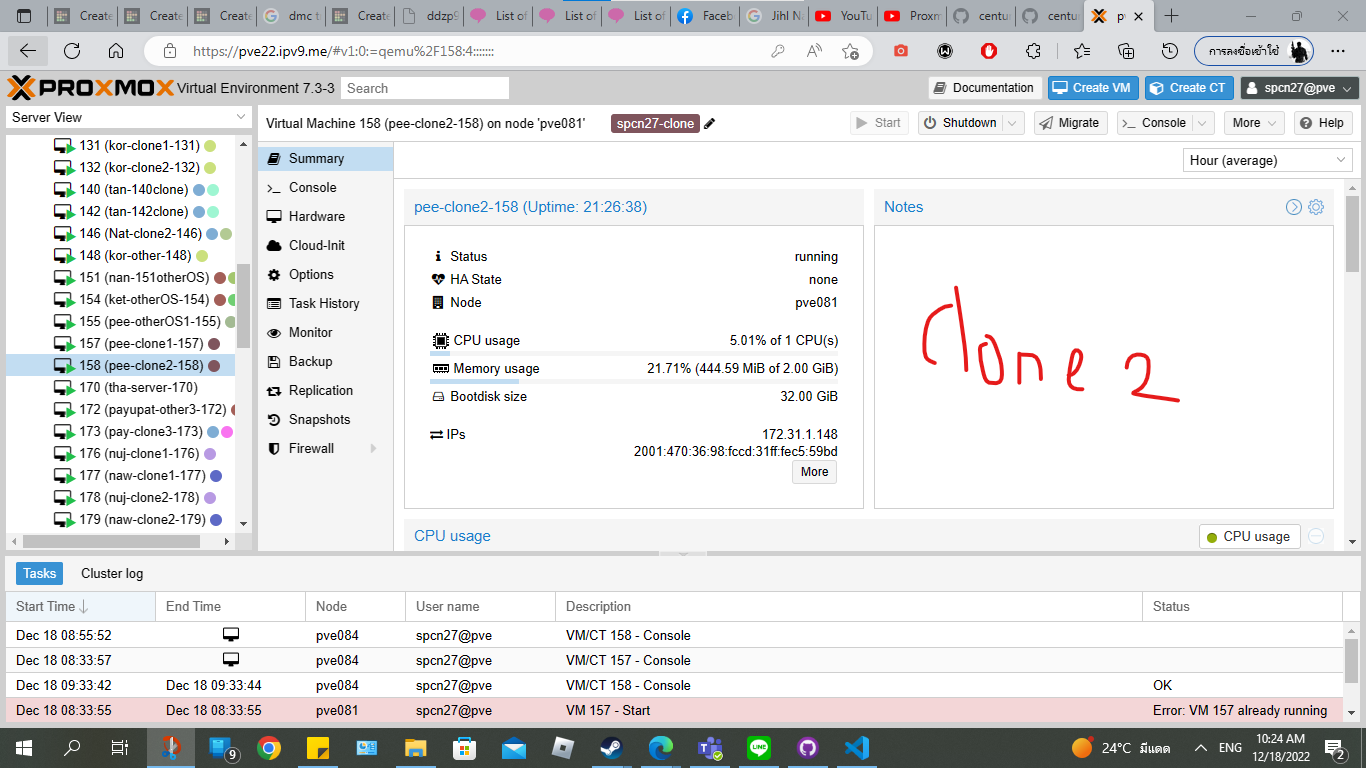 Create
Create
Create
dmc t
Create
ddzp9
List of
List of
List of
Faceb
Jihl Na
YouTu
Proxm
centur
centur
https://pve22.ipv9.me/#v1:0:=qemu%2F158:4:::::::
การลงชื่อเข้าใช้
PROXMOX Virtual Environment 7.3-3
Search
Documentation
Create VM
Create CT
spcn27@pve
Server View
Virtual Machine 158 (pee-clone2-158) on node 'pve081'
spcn27-clone
Start
Shutdown
Migrate
Console
More
Help
131 (kor-clone1-131)
132 (kor-clone2-132)
140 (tan-140clone)
142 (tan-142clone)
146 (Nat-clone2-146)
148 (kor-other-148)
151 (nan-151otherOS)
154 (ket-otherOS-154)
155 (pee-otherOS1-155)
157 (pee-clone1-157)
158 (pee-clone2-158)
170 (tha-server-170)
172 (payupat-other3-172)
173 (pay-clone3-173)
176 (nuj-clone1-176)
177 (naw-clone1-177)
178 (nuj-clone2-178)
179 (naw-clone2-179)
Summary
Console
Hardware
Cloud-Init
Options
Task History
Monitor
Backup
Replication
Snapshots
Firewall
Hour (average)
pee-clone2-158 (Uptime: 21:26:38)
Status running
HA State none
Node pve081
CPU usage 5.01% of 1 CPU(s)
Memory usage 21.71% (444.59 MiB of 2.00 GiB)
Bootdisk size 32.00 GiB
IPs 172.31.1.148
2001:470:36:98:fccd:31ff:fec5:59bd
More
Notes
Clone 2
CPU usage
CPU usage
Tasks
Cluster log
Start Time End Time Node User name Description Status
Dec 18 08:55:52 pve084 spcn27@pve VM/CT 158 - Console
Dec 18 08:33:57 pve084 spcn27@pve VM/CT 157 - Console
Dec 18 09:33:42 Dec 18 09:33:44 pve084 spcn27@pve VM/CT 158 - Console OK
Dec 18 08:33:55 Dec 18 08:33:55 pve081 spcn27@pve VM 157 - Start Error: VM 157 already running
9
24°C มีแดด
ENG
10:24 AM
12/18/2022
2